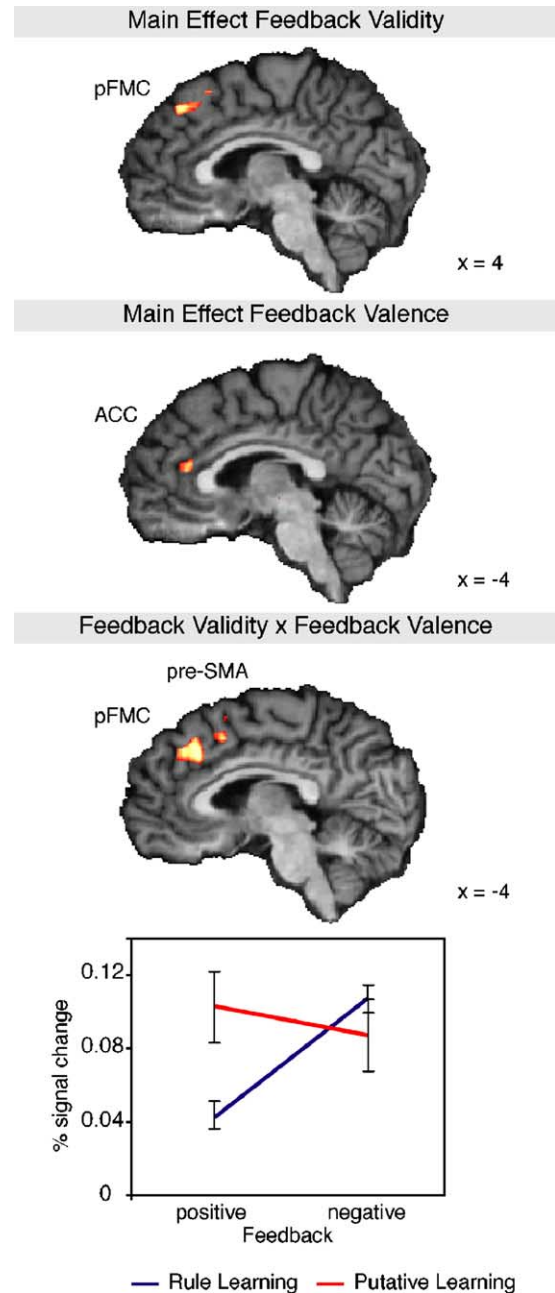 Main Effect Feedback Validity
pFMC
x = 4
Main Effect Feedback Valence
ACC
x = -4
Feedback Validity x Feedback Valence
pre-SMA
pFMC
x = -4
0.12
0.08
0.04
0
% signal change
positive negative
Feedback
Rule Learning Putative Learning